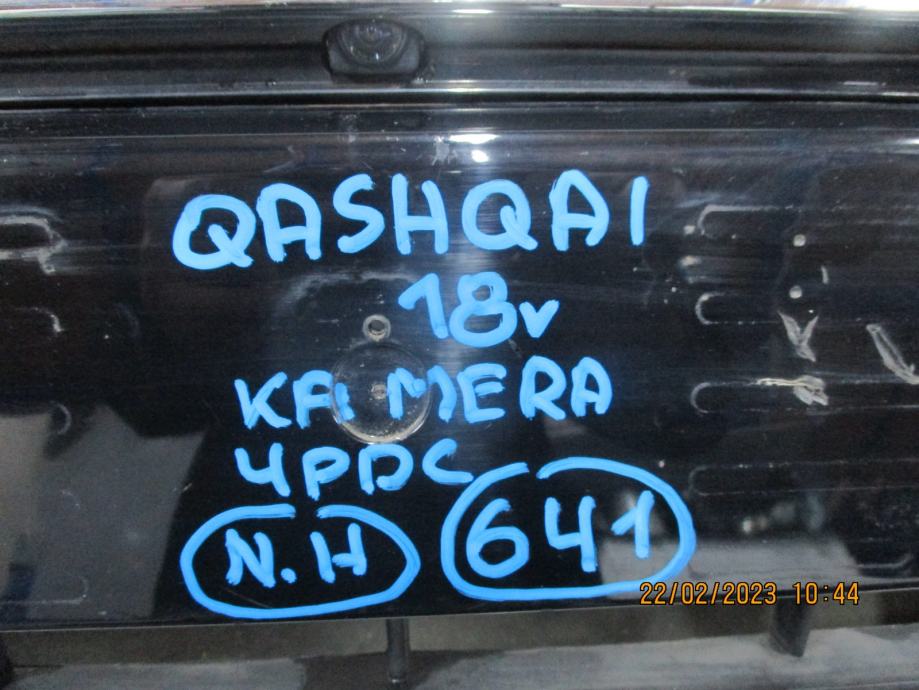 QASHQAI
18v
KAMERA
4PDC
N.H 641
22/02/2023 10:44